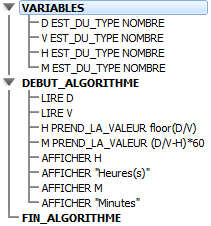 VARIABLES
D EST_DU_TYPE NOMBRE
V EST_DU_TYPE NOMBRE
H EST_DU_TYPE NOMBRE
M EST_DU_TYPE NOMBRE
DEBUT_ALGORITHME
LIRE D
LIRE V
H PREND_LA_VALEUR floor(D/V)
M PREND_LA_VALEUR (D/V-H)*60
AFFICHER H
AFFICHER "Heures(s)"
AFFICHER M
AFFICHER "Minutes"
FIN_ALGORITHME